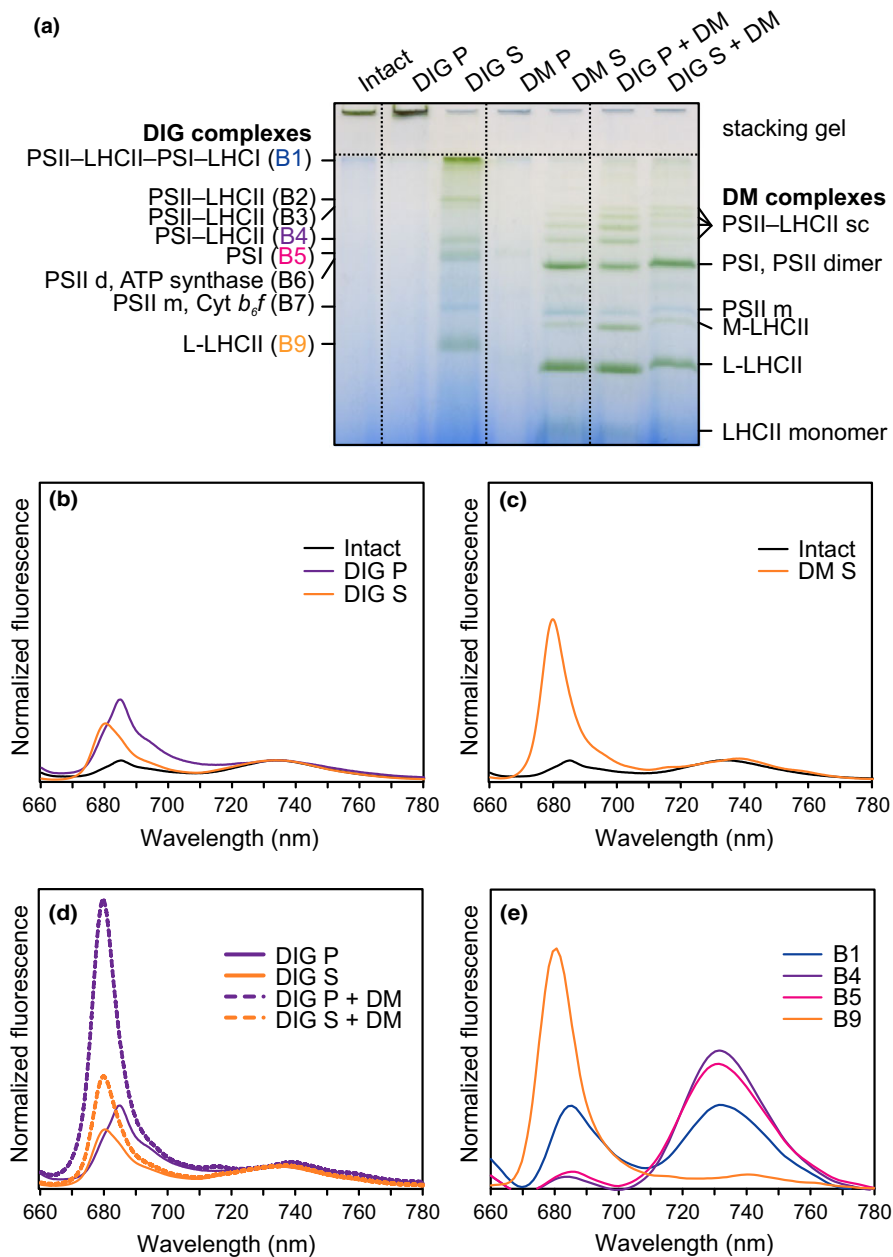 (a)
Intact
DIG P
DIG S
DM P
DM S
DIG P + DM
DIG S + DM
DIG complexes
PSII–LHCII–PSI–LHCI (B1)
PSII–LHCII (B2)
PSII–LHCII (B3)
PSI–LHCII (B4)
PSI (B5)
PSII d, ATP synthase (B6)
PSII m, Cyt b6f (B7)
L-LHCII (B9)
stacking gel
DM complexes
PSII–LHCII sc
PSI, PSII dimer
PSII m
M-LHCII
L-LHCII
LHCII monomer
(b)
Normalized fluorescence
Intact
DIG P
DIG S
660 680 700 720 740 760 780
Wavelength (nm)
(c)
Normalized fluorescence
Intact
DM S
660 680 700 720 740 760 780
Wavelength (nm)
(d)
Normalized fluorescence
DIG P
DIG S
DIG P + DM
DIG S + DM
660 680 700 720 740 760 780
Wavelength (nm)
(e)
Normalized fluorescence
B1
B4
B5
B9
660 680 700 720 740 760 780
Wavelength (nm)